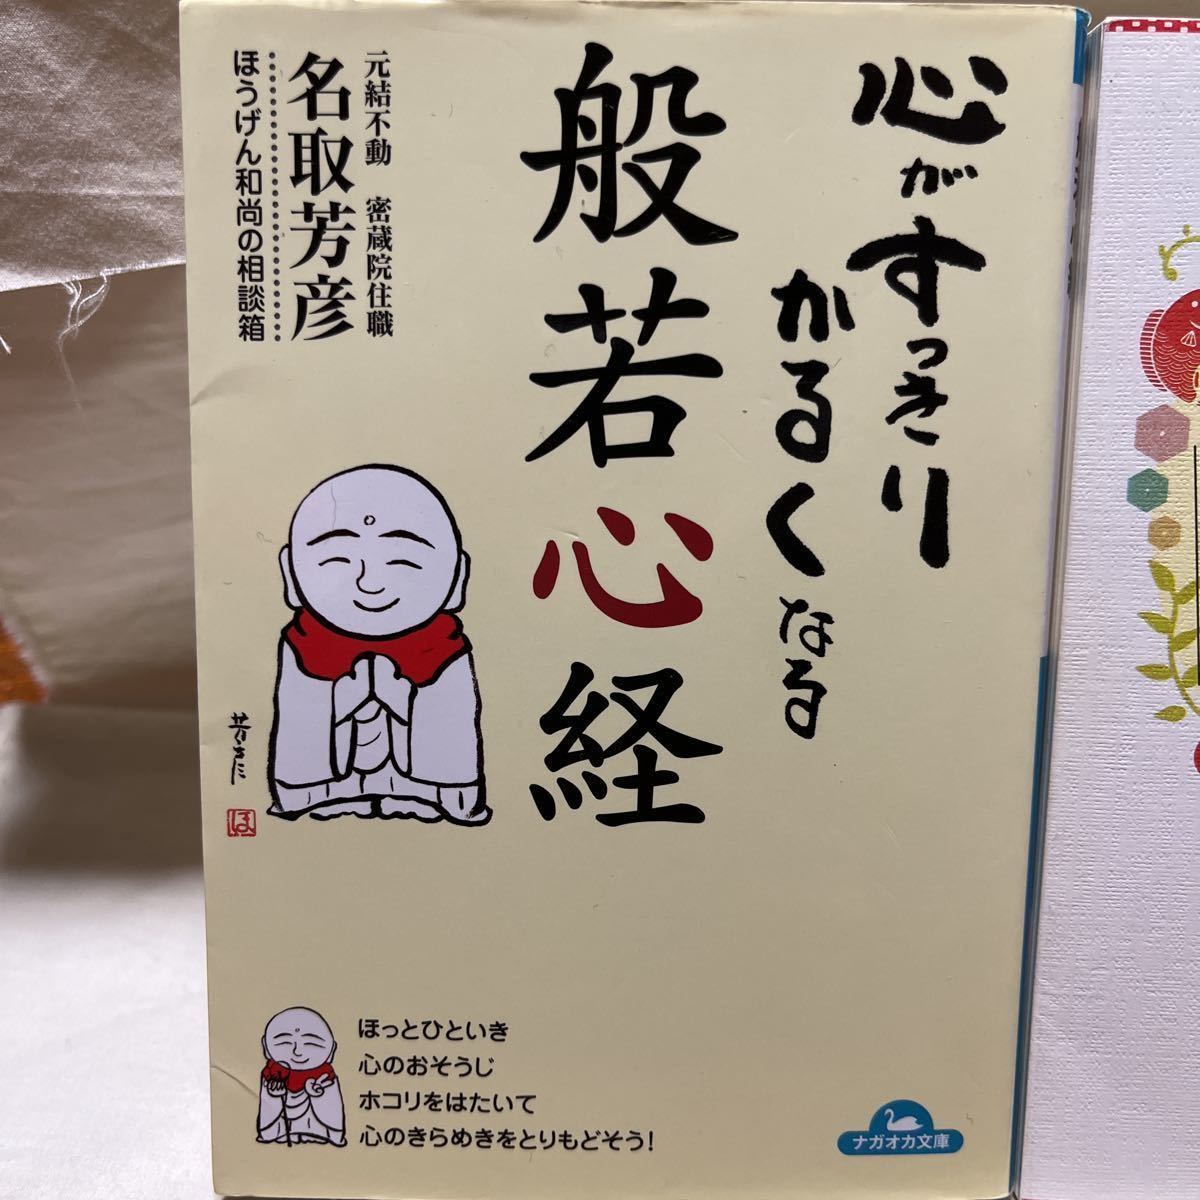 心がすっきり
かるくなる
般若心経
元結不動 密蔵院住職
名取芳彦
ほうげん和尚の相談箱
芳彦
ほ
ほっとひといき
心のおそうじ
ホコリをはたいて
心のきらめきをとりもどそう!
ナガオカ文庫